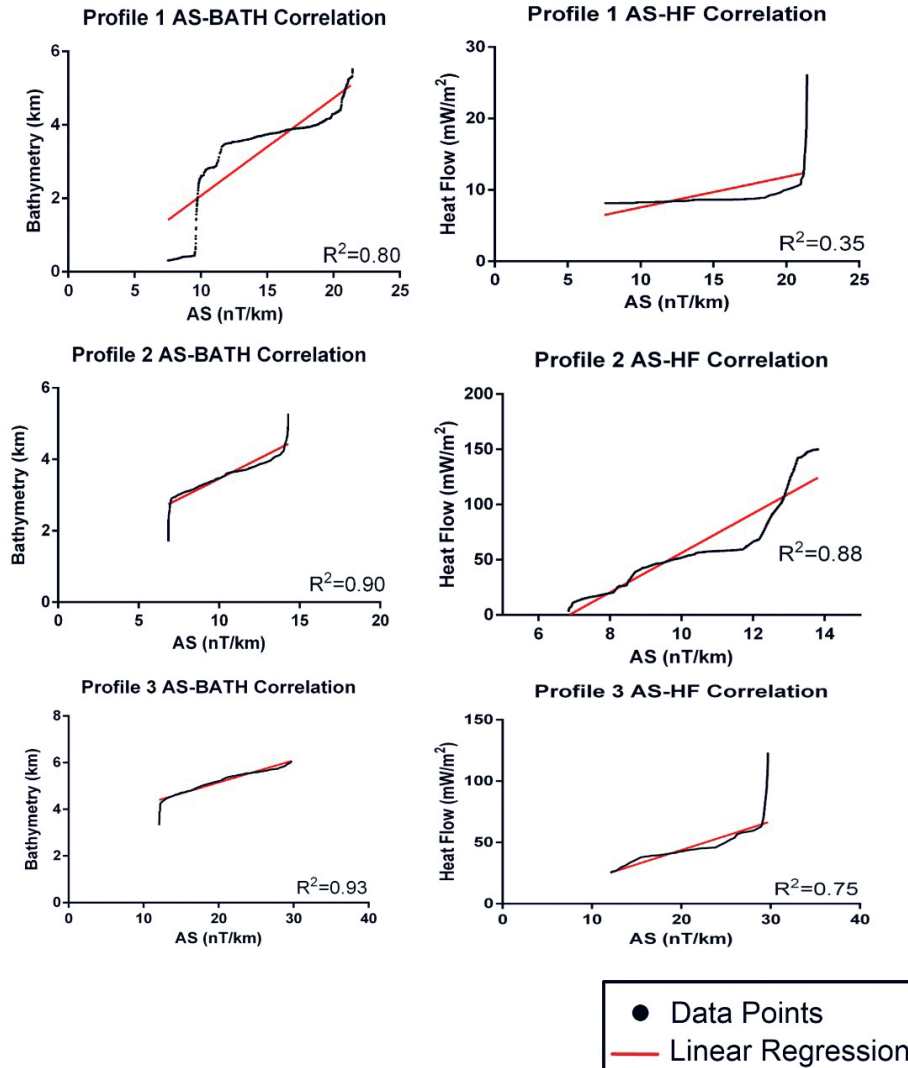 Profile 1 AS-BATH Correlation
Bathymetry (km)
6
4
2
0
R²=0.80
0 5 10 15 20 25
AS (nT/km)
Profile 1 AS-HF Correlation
Heat Flow (mW/m²)
30
20
10
0
R²=0.35
0 5 10 15 20 25
AS (nT/km)
Profile 2 AS-BATH Correlation
Bathymetry (km)
6
4
2
0
R²=0.90
0 5 10 15 20
AS (nT/km)
Profile 2 AS-HF Correlation
Heat Flow (mW/m²)
200
150
100
50
0
R²=0.88
6 8 10 12 14
AS (nT/km)
Profile 3 AS-BATH Correlation
Bathymetry (km)
8
6
4
2
0
R²=0.93
0 10 20 30 40
AS (nT/km)
Profile 3 AS-HF Correlation
Heat Flow (mW/m²)
150
100
50
0
R²=0.75
0 10 20 30 40
AS (nT/km)
Data Points
Linear Regression